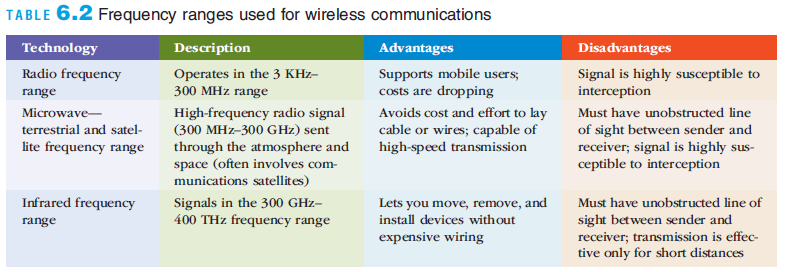 TABLE 6.2 Frequency ranges used for wireless communications
Technology Description Advantages Disadvantages
Radio frequency range
Operates in the 3 KHz–
300 MHz range
Supports mobile users;
costs are dropping
Signal is highly susceptible to
interception
Microwave—
terrestrial and satel-
lite frequency range
High-frequency radio signal
(300 MHz–300 GHz) sent
through the atmosphere and
space (often involves com-
munications satellites)
Avoids cost and effort to lay
cable or wires; capable of
high-speed transmission
Must have unobstructed line
of sight between sender and
receiver; signal is highly sus-
ceptible to interception
Infrared frequency
range
Signals in the 300 GHz–
400 THz frequency range
Lets you move, remove, and
install devices without
expensive wiring
Must have unobstructed line of
sight between sender and
receiver; transmission is effec-
tive only for short distances